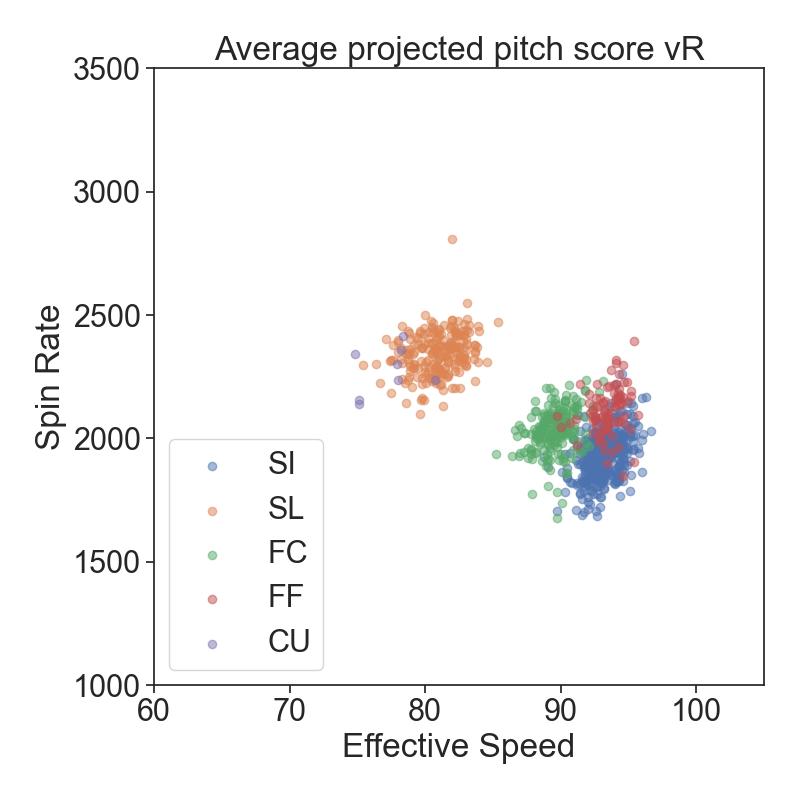 Average projected pitch score vR
3500
3000
2500
2000
1500
1000
Spin Rate
SI
SL
FC
FF
CU
60 70 80 90 100
Effective Speed